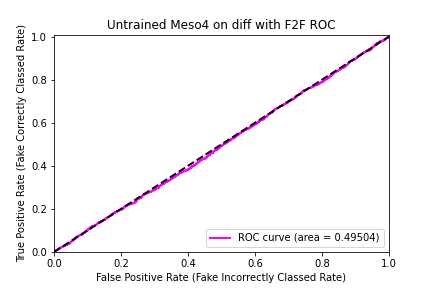 Untrained Meso4 on diff with F2F ROC
True Positive Rate (Fake Correctly Classed Rate)
1.0
0.8
0.6
0.4
0.2
0.0
ROC curve (area = 0.49504)
0.0 0.2 0.4 0.6 0.8 1.0
False Positive Rate (Fake Incorrectly Classed Rate)